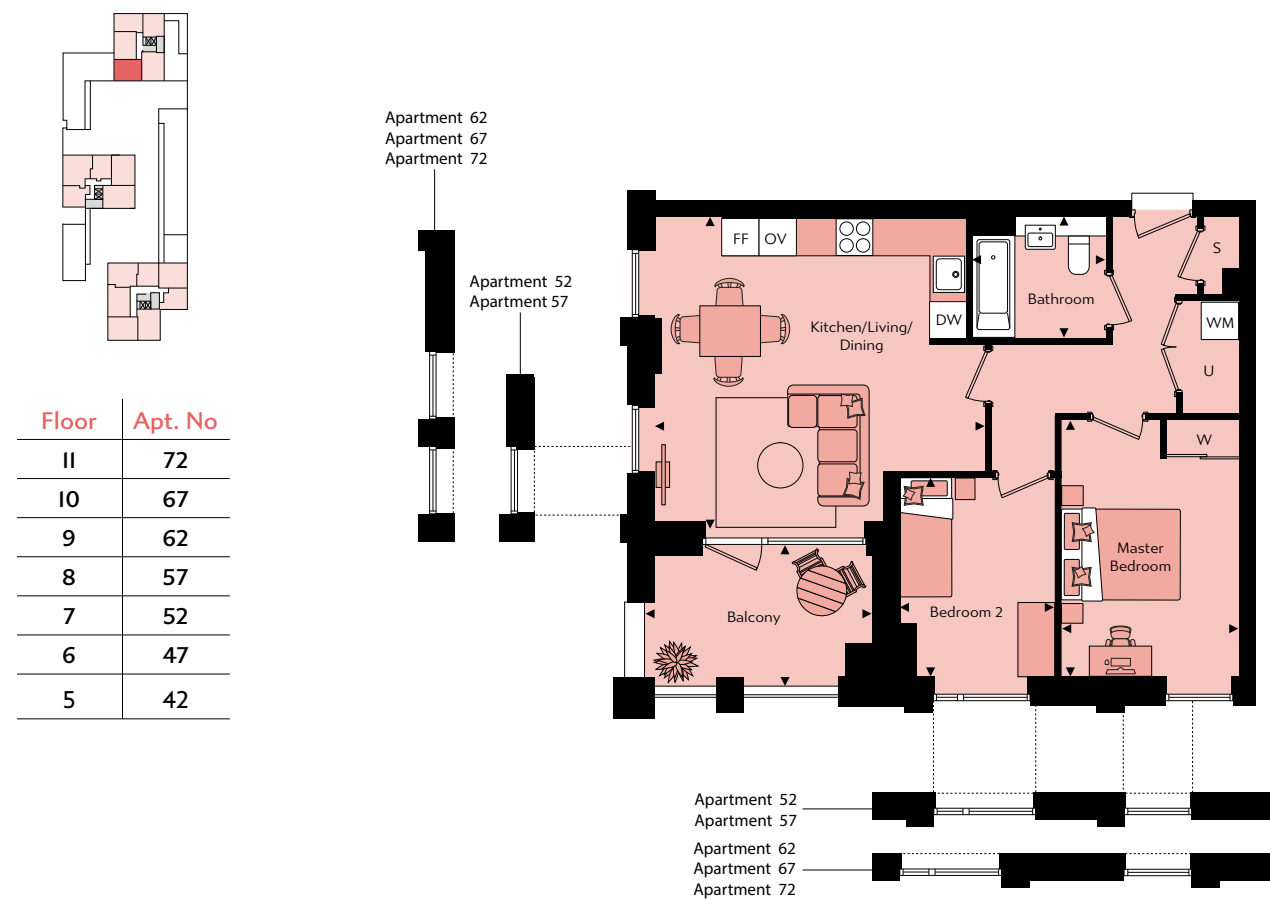 Apartment 62
Apartment 67
Apartment 72
Apartment 52
Apartment 57
FF OV
S
Bathroom
DW
WM
Kitchen/Living/
Dining
U
W
Master
Bedroom
Bedroom 2
Balcony
Floor Apt. No
11 72
10 67
9 62
8 57
7 52
6 47
5 42
Apartment 52
Apartment 57
Apartment 62
Apartment 67
Apartment 72